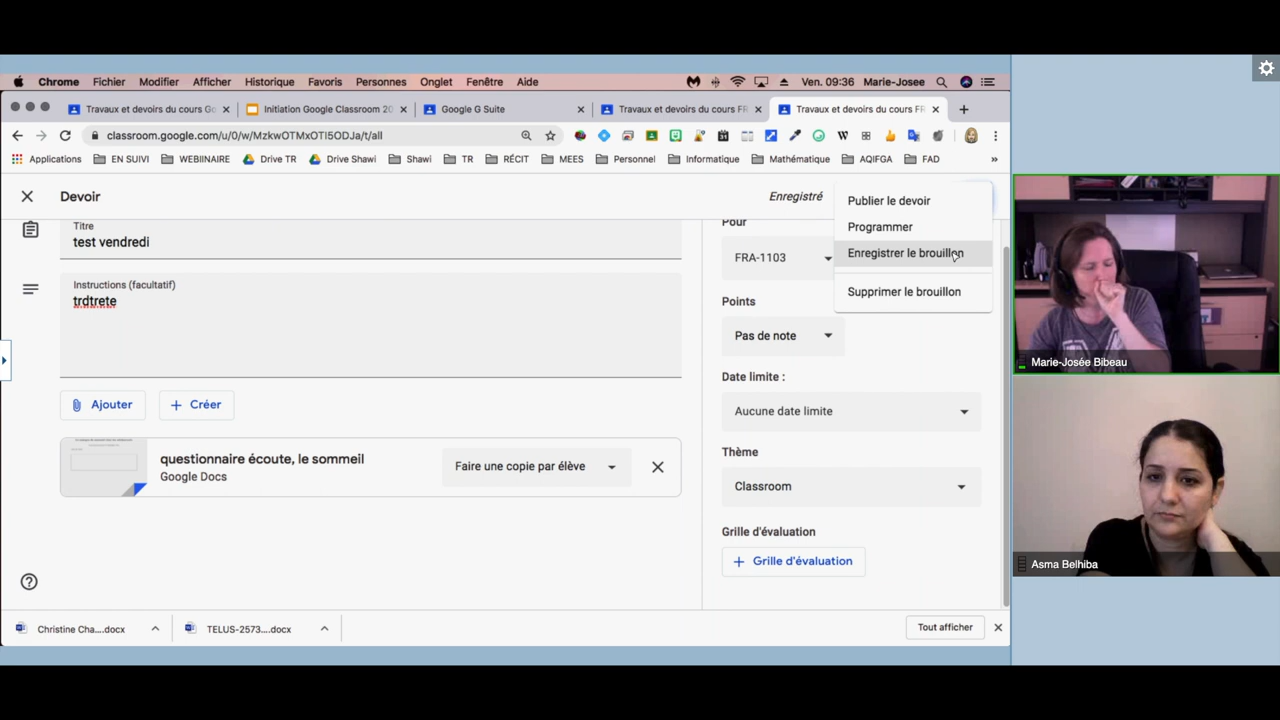 Chrome Fichier Modifier Afficher Historique Favoris Personnes Onglet Fenêtre Aide Ven. 09:36 Marie-Josee
Travaux et devoirs du cours Gr Initiation Google Classroom 20 Google G Suite Travaux et devoirs du cours FR Travaux et devoirs du cours FR
classroom.google.com/u/0/w/MzkwOTMxOTI5ODJa/t/all
Applications EN SUIVI WEBINNAIRE Drive TR Drive Shawi Shawi TR RÉCIT MEES Personnel Informatique Mathématique AQIFGA FAD »
Devoir
Enregistré
Publier le devoir
Programmer
Enregistrer le brouillon
Supprimer le brouillon
Titre
test vendredi
Instructions (facultatif)
trdtrete
Ajouter
Créer
questionnaire écoute, le sommeil
Google Docs
Faire une copie par élève
Pour
FRA-1103
Points
Pas de note
Date limite :
Aucune date limite
Thème
Classroom
Grille d'évaluation
Grille d'évaluation
Christine Cha....docx
TELUS-2573....docx
Tout afficher
Marie-Josée Bibeau
Asma Belhiba